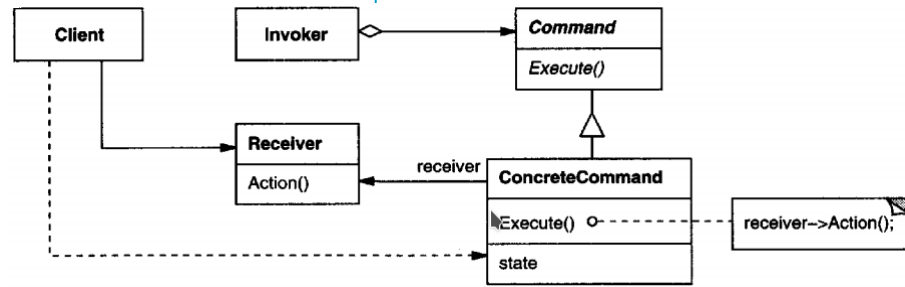 Client
Invoker
Command
Execute()
Receiver
Action()
receiver
ConcreteCommand
Execute()
receiver–>Action();
state